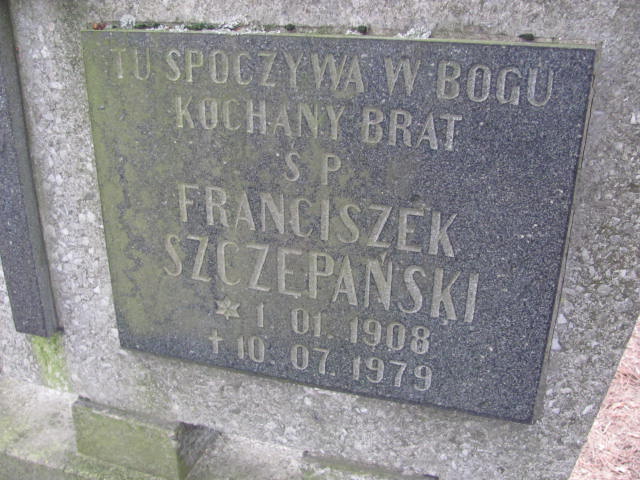 TU SPOCZYWA W BOGU
KOCHANY BRAT
Ś P
FRANCISZEK
SZCZEPAŃSKI
* 1 01. 1908
✝ 10. 07. 1979